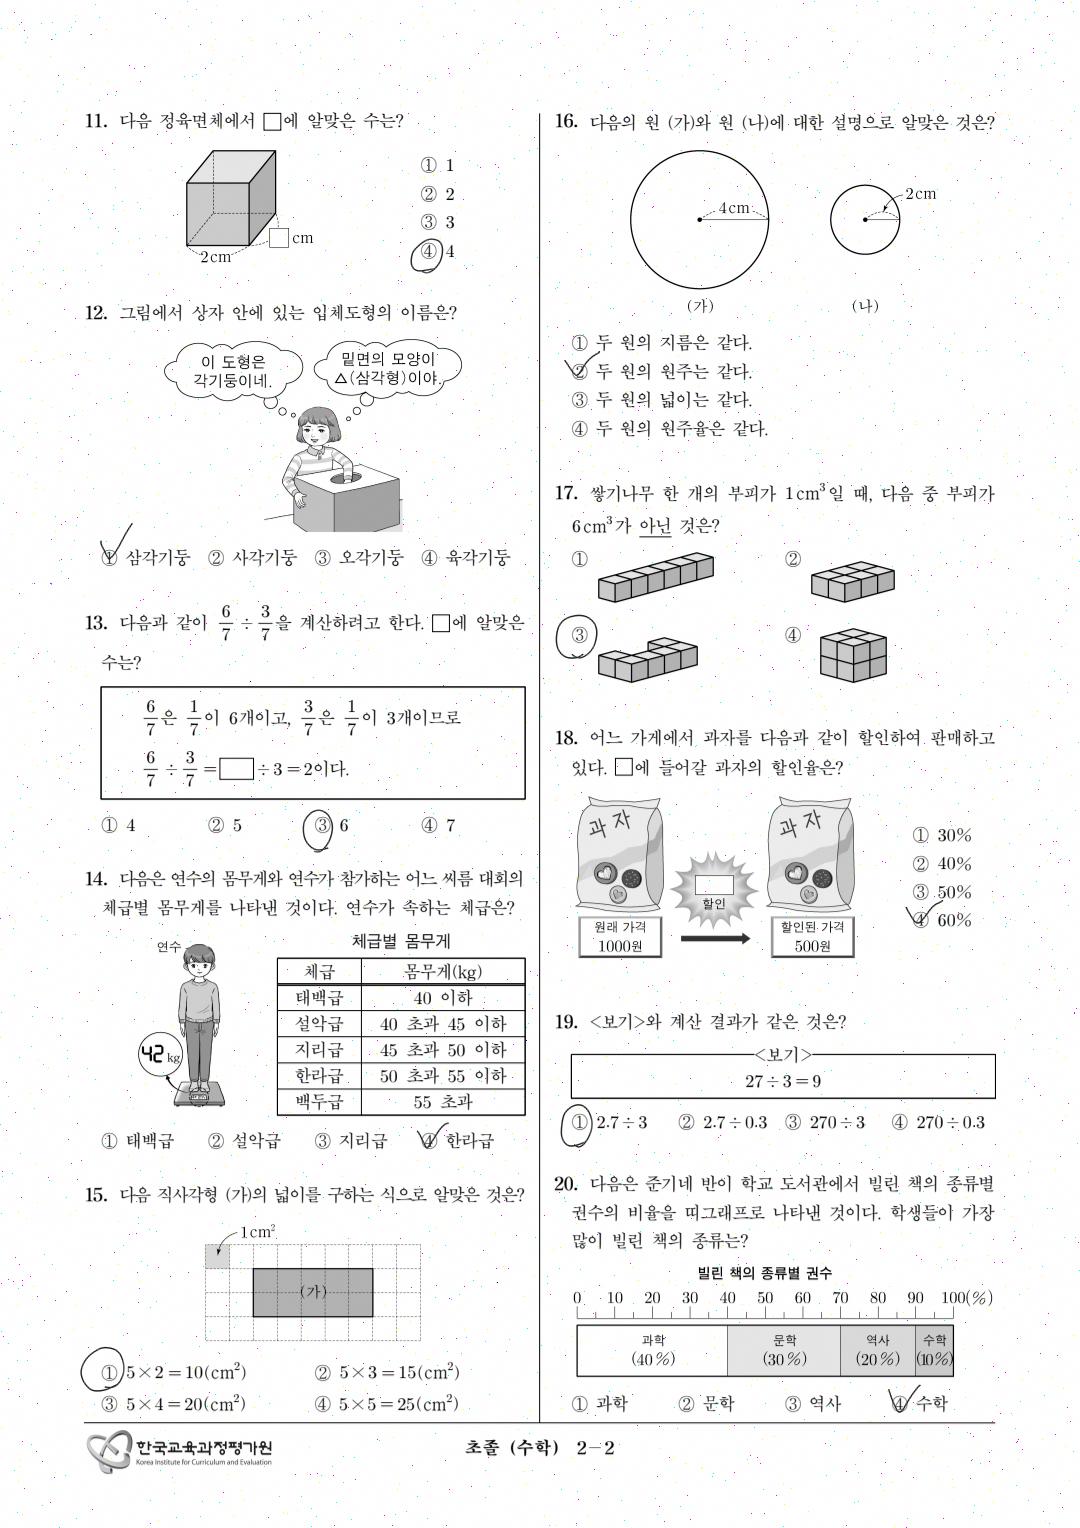 11. 다음 정육면체에서 □에 알맞은 수는?
2cm
□ cm
① 1
② 2
③ 3
④ 4
12. 그림에서 상자 안에 있는 입체도형의 이름은?
이 도형은
각기둥이네.
밑면의 모양이
△(삼각형)이야.
① 삼각기둥 ② 사각기둥 ③ 오각기둥 ④ 육각기둥
13. 다음과 같이 6/7 ÷ 3/7 을 계산하려고 한다. □에 알맞은
수는?
6/7 은 1/7 이 6개이고, 3/7 은 1/7 이 3개이므로
6/7 ÷ 3/7 = □ ÷ 3 = 2이다.
① 4 ② 5 ③ 6 ④ 7
14. 다음은 연수의 몸무게와 연수가 참가하는 어느 씨름 대회의
체급별 몸무게를 나타낸 것이다. 연수가 속하는 체급은?
연수
42 kg
체급별 몸무게
체급 몸무게(kg)
태백급 40 이하
설악급 40 초과 45 이하
지리급 45 초과 50 이하
한라급 50 초과 55 이하
백두급 55 초과
① 태백급 ② 설악급 ③ 지리급 ④ 한라급
15. 다음 직사각형 (가)의 넓이를 구하는 식으로 알맞은 것은?
1cm²
(가)
① 5×2=10(cm²) ② 5×3=15(cm²)
③ 5×4=20(cm²) ④ 5×5=25(cm²)
16. 다음의 원 (가)와 원 (나)에 대한 설명으로 알맞은 것은?
4cm
2cm
(가) (나)
① 두 원의 지름은 같다.
② 두 원의 원주는 같다.
③ 두 원의 넓이는 같다.
④ 두 원의 원주율은 같다.
17. 쌓기나무 한 개의 부피가 1cm³일 때, 다음 중 부피가
6cm³가 아닌 것은?
① ②
③ ④
18. 어느 가게에서 과자를 다음과 같이 할인하여 판매하고
있다. □에 들어갈 과자의 할인율은?
과자
과자
할인
원래 가격
1000원
할인된 가격
500원
① 30%
② 40%
③ 50%
④ 60%
19. <보기>와 계산 결과가 같은 것은?
<보기>
27÷3=9
① 2.7÷3 ② 2.7÷0.3 ③ 270÷3 ④ 270÷0.3
20. 다음은 준기네 반이 학교 도서관에서 빌린 책의 종류별
권수의 비율을 띠그래프로 나타낸 것이다. 학생들이 가장
많이 빌린 책의 종류는?
빌린 책의 종류별 권수
0 10 20 30 40 50 60 70 80 90 100(%)
과학 문학 역사 수학
(40%) (30%) (20%) (10%)
① 과학 ② 문학 ③ 역사 ④ 수학
한국교육과정평가원
Korea Institute for Curriculum and Evaluation
초졸 (수학) 2-2